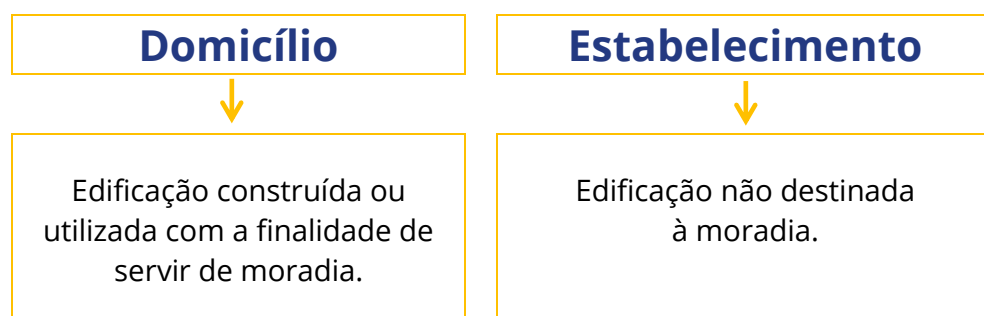 Domicílio
Edificação construída ou
utilizada com a finalidade de
servir de moradia.
Estabelecimento
Edificação não destinada
à moradia.